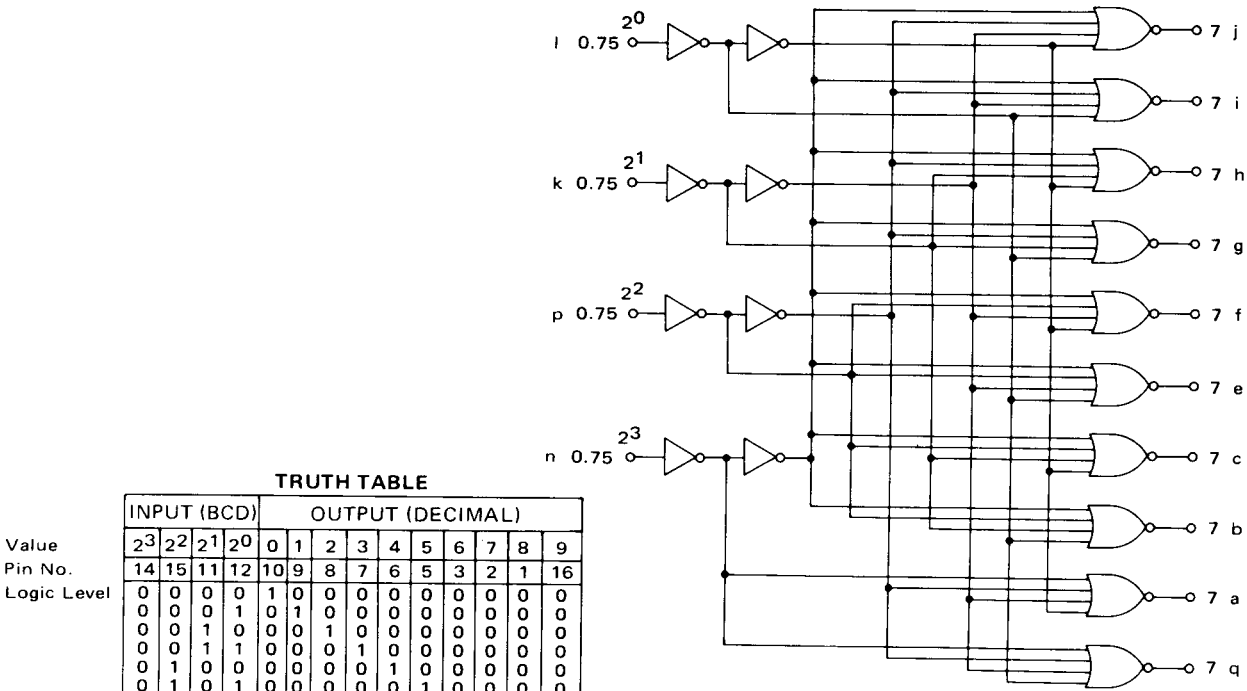 2⁰
l 0.75
7 j
7 i
2¹
k 0.75
7 h
7 g
2²
p 0.75
7 f
7 e
2³
n 0.75
7 c
7 b
7 a
7 q
TRUTH TABLE
INPUT (BCD) OUTPUT (DECIMAL)
Value 2³ 2² 2¹ 2⁰ 0 1 2 3 4 5 6 7 8 9
Pin No. 14 15 11 12 10 9 8 7 6 5 3 2 1 16
Logic Level 0 0 0 0 1 0 0 0 0 0 0 0 0 0
0 0 0 1 0 1 0 0 0 0 0 0 0 0
0 0 1 0 0 0 1 0 0 0 0 0 0 0
0 0 1 1 0 0 0 1 0 0 0 0 0 0
0 1 0 0 0 0 0 0 1 0 0 0 0 0
0 1 0 1 0 0 0 0 0 1 0 0 0 0